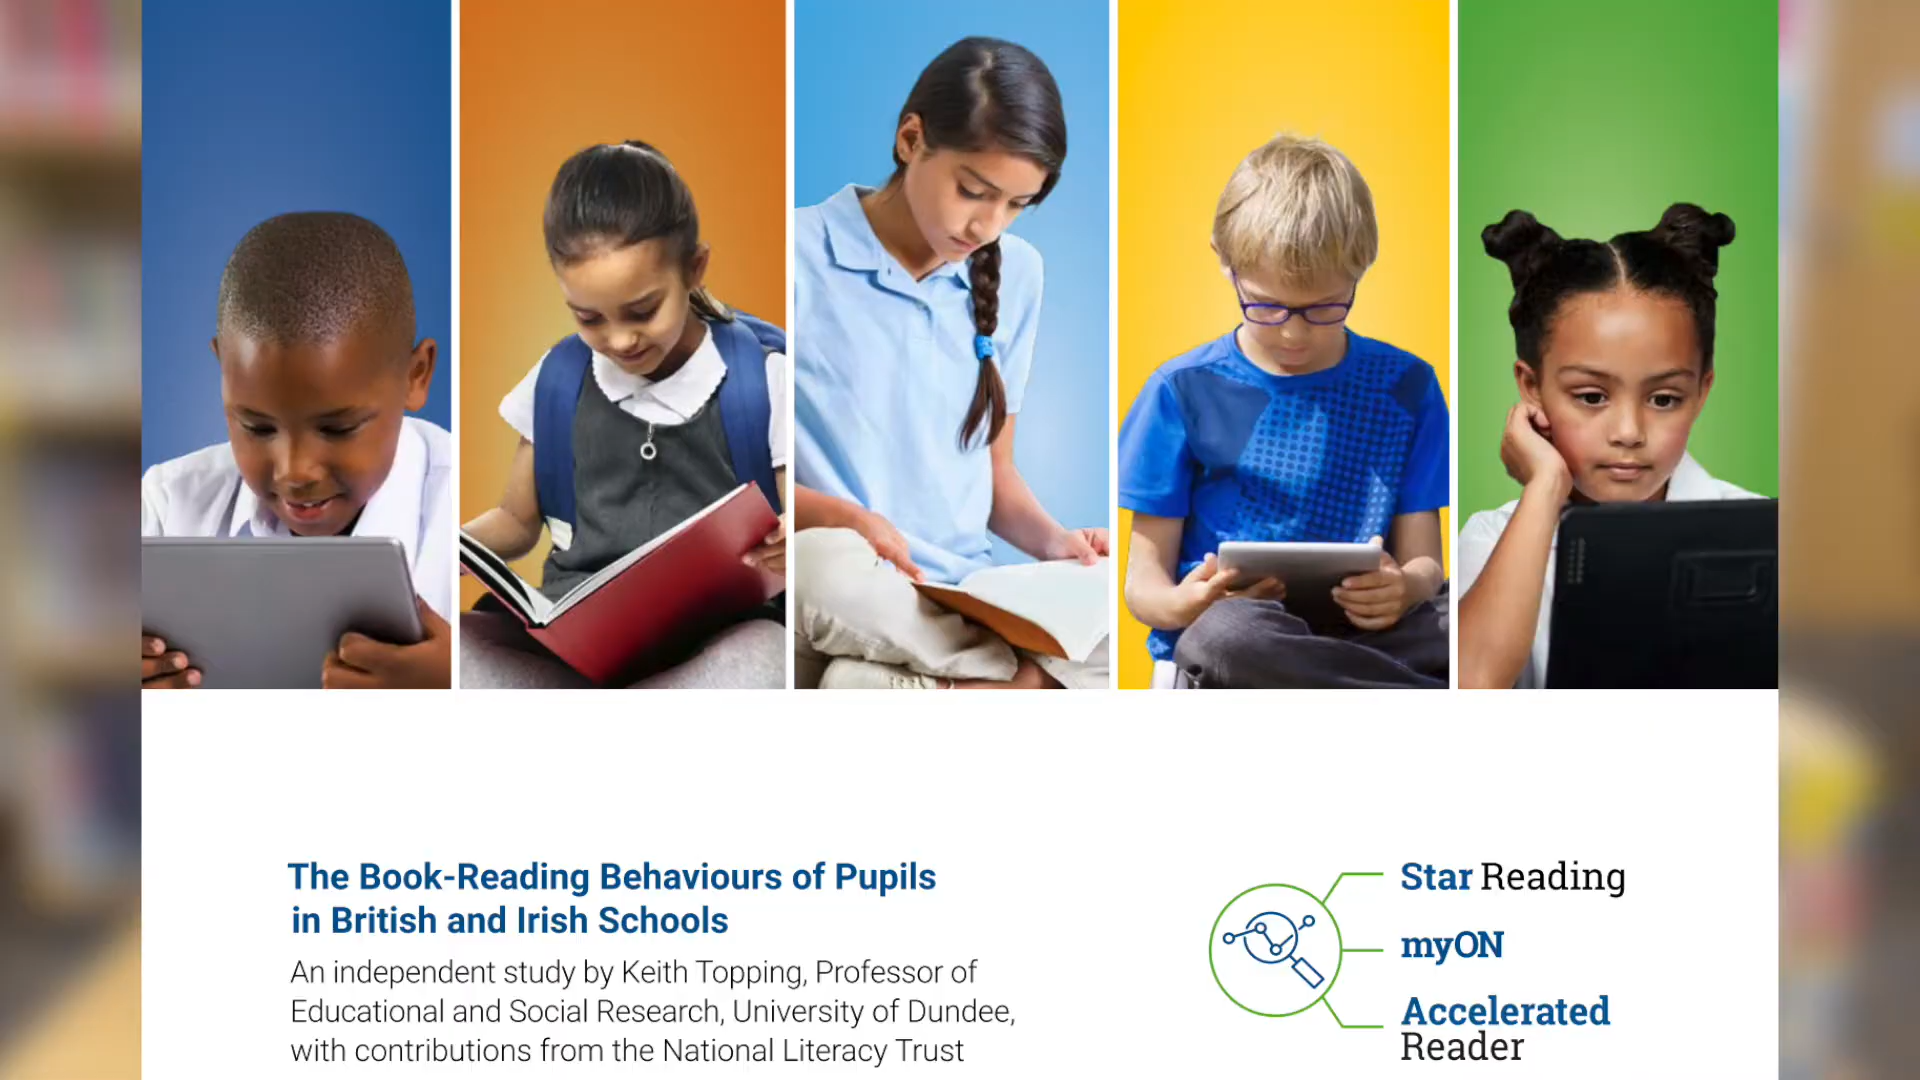 The Book-Reading Behaviours of Pupils
in British and Irish Schools
An independent study by Keith Topping, Professor of
Educational and Social Research, University of Dundee,
with contributions from the National Literacy Trust
Star Reading
myON
Accelerated
Reader